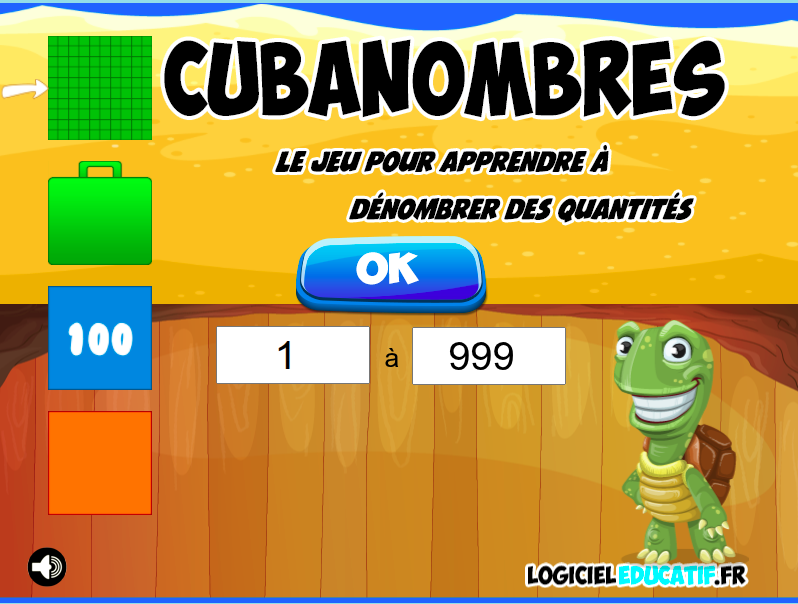 CUBANOMBRES
LE JEU POUR APPRENDRE À
DÉNOMBRER DES QUANTITÉS
OK
100
1 à 999
LOGICIELEDUCATIF.FR